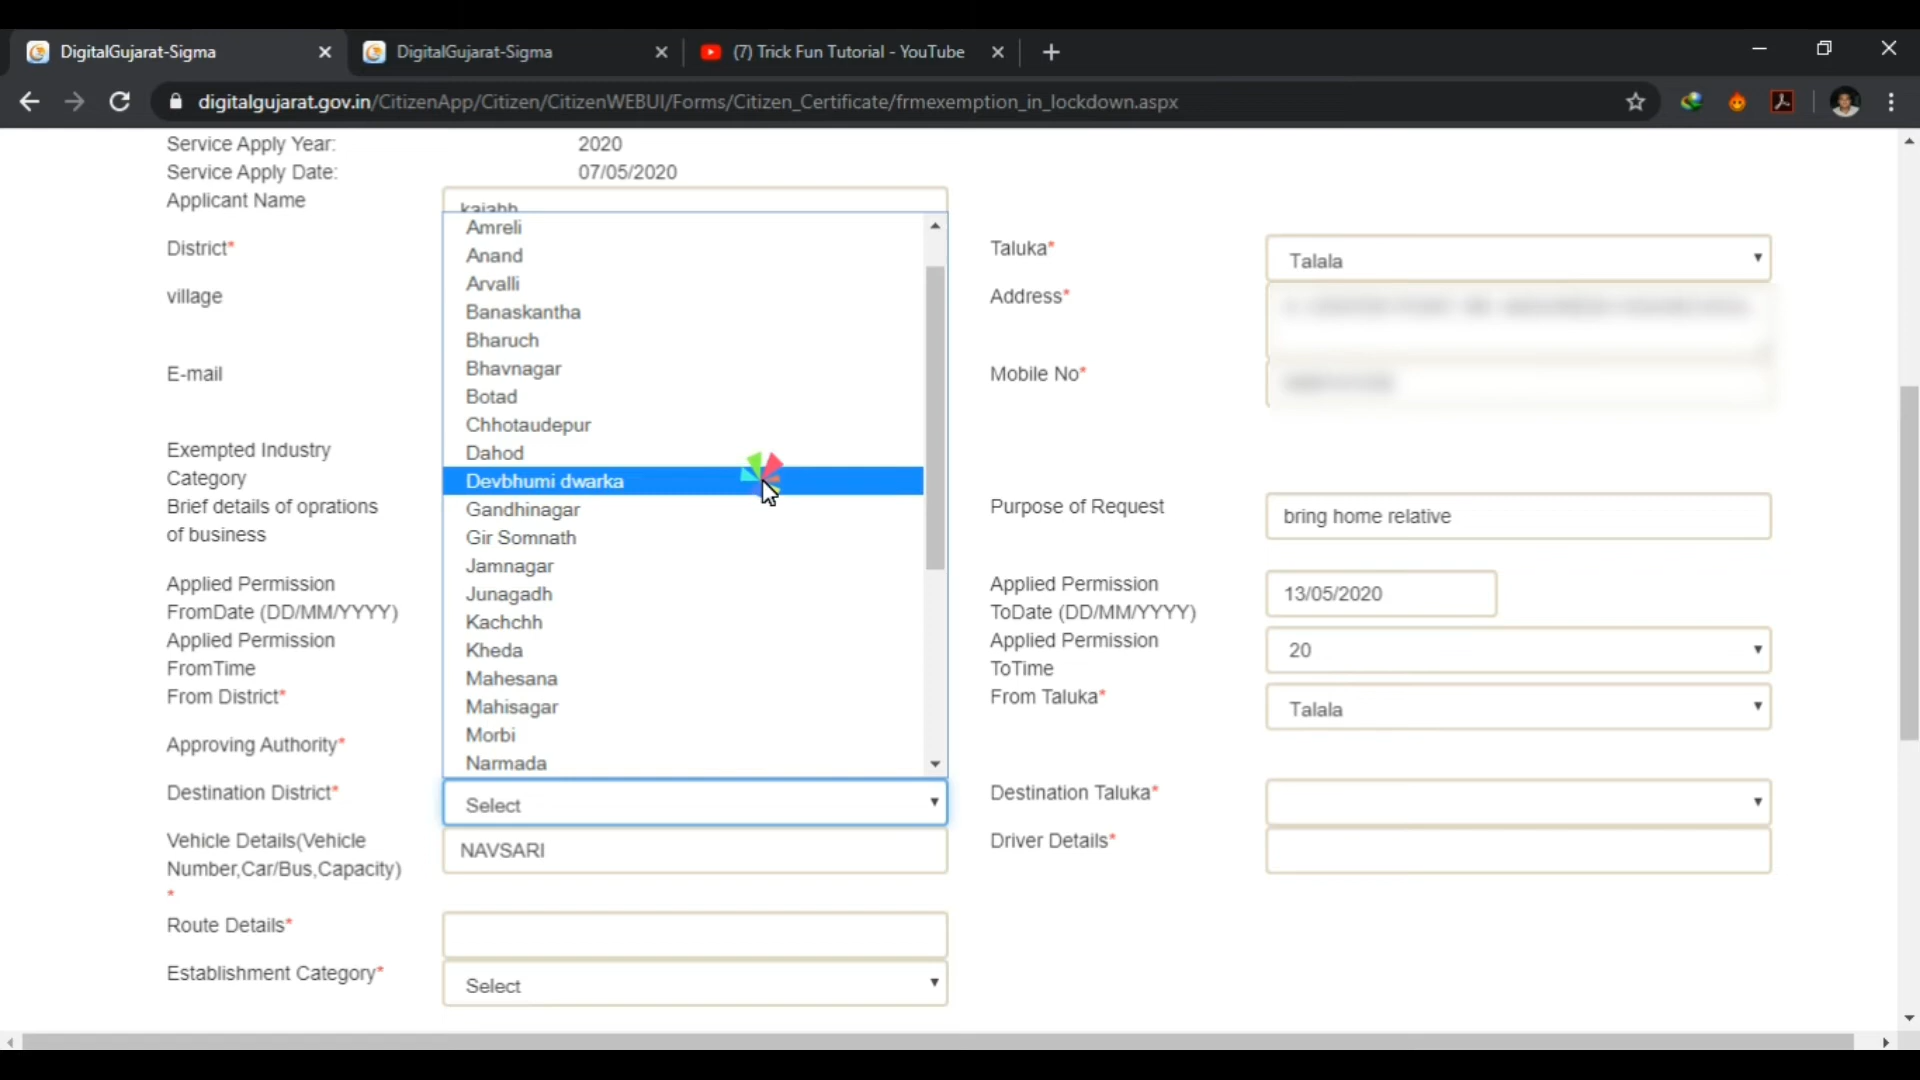 DigitalGujarat-Sigma
DigitalGujarat-Sigma
(7) Trick Fun Tutorial - YouTube
digitalgujarat.gov.in/CitizenApp/Citizen/CitizenWEBUI/Forms/Citizen_Certificate/frmexemption_in_lockdown.aspx
Service Apply Year: 2020
Service Apply Date: 07/05/2020
Applicant Name
District*
village
E-mail
Exempted Industry
Category
Brief details of oprations
of business
Applied Permission
FromDate (DD/MM/YYYY)
Applied Permission
FromTime
From District*
Approving Authority*
Amreli
Anand
Arvalli
Banaskantha
Bharuch
Bhavnagar
Botad
Chhotaudepur
Dahod
Devbhumi dwarka
Gandhinagar
Gir Somnath
Jamnagar
Junagadh
Kachchh
Kheda
Mahesana
Mahisagar
Morbi
Narmada
Taluka* Talala
Address*
Mobile No*
Purpose of Request bring home relative
Applied Permission
ToDate (DD/MM/YYYY) 13/05/2020
Applied Permission
ToTime 20
From Taluka* Talala
Destination District* Select
Destination Taluka*
Vehicle Details(Vehicle
Number,Car/Bus,Capacity)
* NAVSARI
Driver Details*
Route Details*
Establishment Category* Select